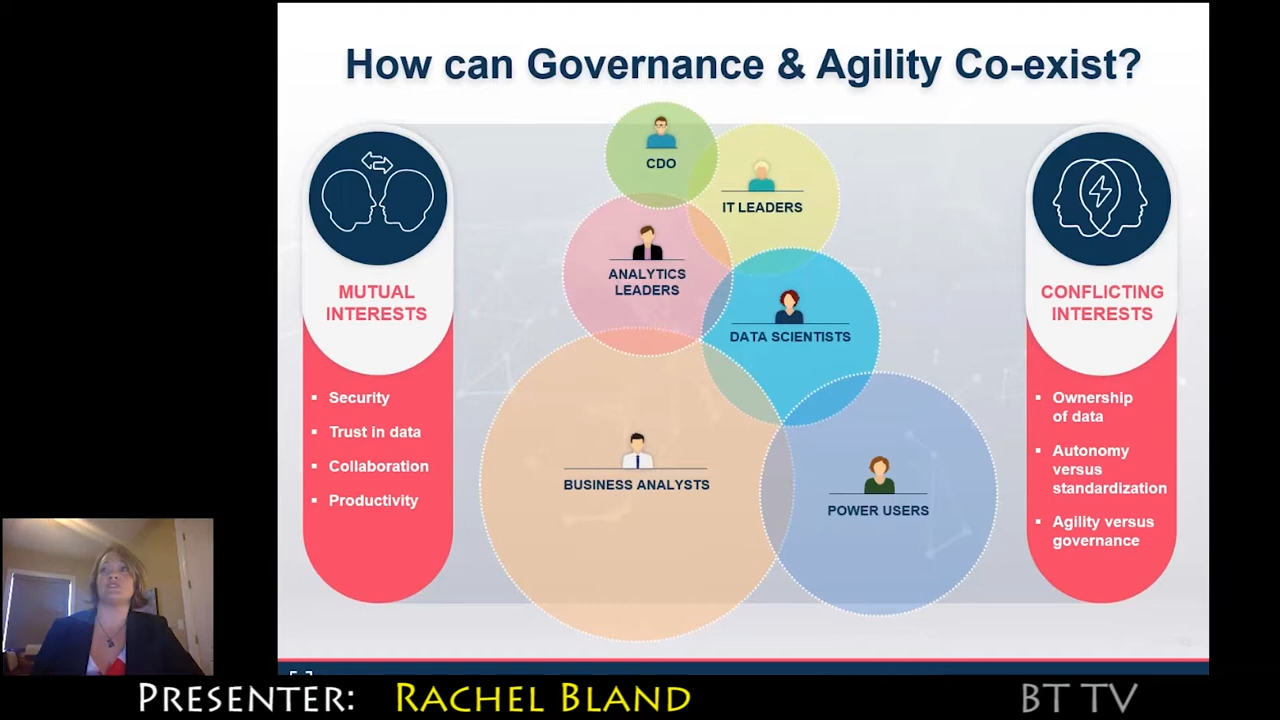 How can Governance & Agility Co-exist?
MUTUAL
INTERESTS
Security
Trust in data
Collaboration
Productivity
CDO
IT LEADERS
ANALYTICS
LEADERS
DATA SCIENTISTS
BUSINESS ANALYSTS
POWER USERS
CONFLICTING
INTERESTS
Ownership
of data
Autonomy
versus
standardization
Agility versus
governance
PRESENTER: RACHEL BLAND
BT TV